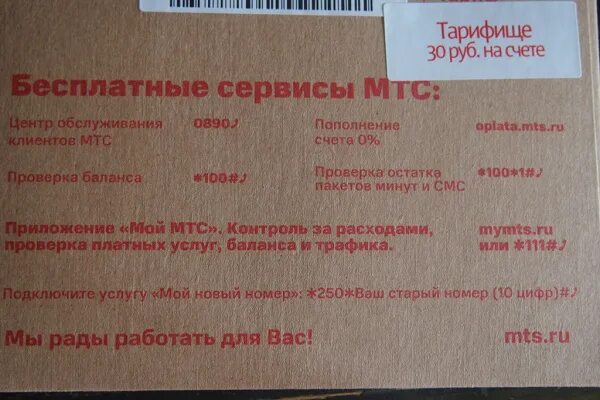 Тарифище
30 руб. на счете
Бесплатные сервисы МТС:
Центр обслуживания клиентов МТС 0890
Пополнение счета 0% oplata.mts.ru
Проверка баланса *100#
Проверка остатка пакетов минут и СМС *100*1#
Приложение «Мой МТС». Контроль за расходами, mymts.ru
проверка платных услуг, баланса и трафика. или *111#
Подключите услугу «Мой новый номер»: *250*Ваш старый номер (10 цифр)#
Мы рады работать для Вас! mts.ru